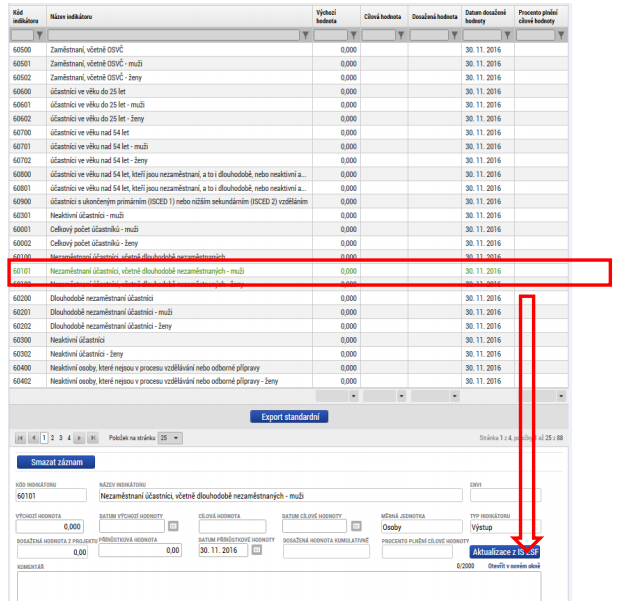 Kód indikátoru Název indikátoru Výchozí hodnota Cílová hodnota Dosažená hodnota Datum dosažené hodnoty Procento plnění cílové hodnoty
60500 Zaměstnaní, včetně OSVČ 0,000 30. 11. 2016
60501 Zaměstnaní, včetně OSVČ - muži 0,000 30. 11. 2016
60502 Zaměstnaní, včetně OSVČ - ženy 0,000 30. 11. 2016
60600 účastníci ve věku do 25 let 0,000 30. 11. 2016
60601 účastníci ve věku do 25 let - muži 0,000 30. 11. 2016
60602 účastníci ve věku do 25 let - ženy 0,000 30. 11. 2016
60700 účastníci ve věku nad 54 let 0,000 30. 11. 2016
60701 účastníci ve věku nad 54 let - muži 0,000 30. 11. 2016
60702 účastníci ve věku nad 54 let - ženy 0,000 30. 11. 2016
60800 účastníci ve věku nad 54 let, kteří jsou nezaměstnaní, a to i dlouhodobě, nebo neaktivní a... 0,000 30. 11. 2016
60801 účastníci ve věku nad 54 let, kteří jsou nezaměstnaní, a to i dlouhodobě, nebo neaktivní a... 0,000 30. 11. 2016
60900 účastníci s ukončeným primárním (ISCED 1) nebo nižším sekundárním (ISCED 2) vzděláním 0,000 30. 11. 2016
60301 Neaktivní účastníci - muži 0,000 30. 11. 2016
60001 Celkový počet účastníků - muži 0,000 30. 11. 2016
60002 Celkový počet účastníků - ženy 0,000 30. 11. 2016
60100 Nezaměstnaní účastníci, včetně dlouhodobě nezaměstnaných 0,000 30. 11. 2016
60101 Nezaměstnaní účastníci, včetně dlouhodobě nezaměstnaných - muži 0,000 30. 11. 2016
60102 Nezaměstnaní účastníci, včetně dlouhodobě nezaměstnaných - ženy 0,000 30. 11. 2016
60200 Dlouhodobě nezaměstnaní účastníci 0,000 30. 11. 2016
60201 Dlouhodobě nezaměstnaní účastníci - muži 0,000 30. 11. 2016
60202 Dlouhodobě nezaměstnaní účastníci - ženy 0,000 30. 11. 2016
60300 Neaktivní účastníci 0,000 30. 11. 2016
60302 Neaktivní účastníci - ženy 0,000 30. 11. 2016
60400 Neaktivní osoby, které nejsou v procesu vzdělávání nebo odborné přípravy 0,000 30. 11. 2016
60402 Neaktivní osoby, které nejsou v procesu vzdělávání nebo odborné přípravy - ženy 0,000 30. 11. 2016
Export standardní
1 2 3 4 Položek na stránku 25 Stránka 1 z 4, položky 1 až 25 z 88
Smazat záznam
KÓD INDIKÁTORU NÁZEV INDIKÁTORU ENVI
60101 Nezaměstnaní účastníci, včetně dlouhodobě nezaměstnaných - muži
VÝCHOZÍ HODNOTA DATUM VÝCHOZÍ HODNOTY CÍLOVÁ HODNOTA DATUM CÍLOVÉ HODNOTY MĚRNÁ JEDNOTKA TYP INDIKÁTORU
0,000 Osoby Výstup
DOSAŽENÁ HODNOTA Z PROJEKTU PŘÍRŮSTKOVÁ HODNOTA DATUM PŘÍRŮSTKOVÉ HODNOTY DOSAŽENÁ HODNOTA KUMULATIVNĚ PROCENTO PLNĚNÍ CÍLOVÉ HODNOTY
0,00 0,00 30. 11. 2016 Aktualizace z IS ESF
KOMENTÁŘ 0/2000 Otevřít v novém okně